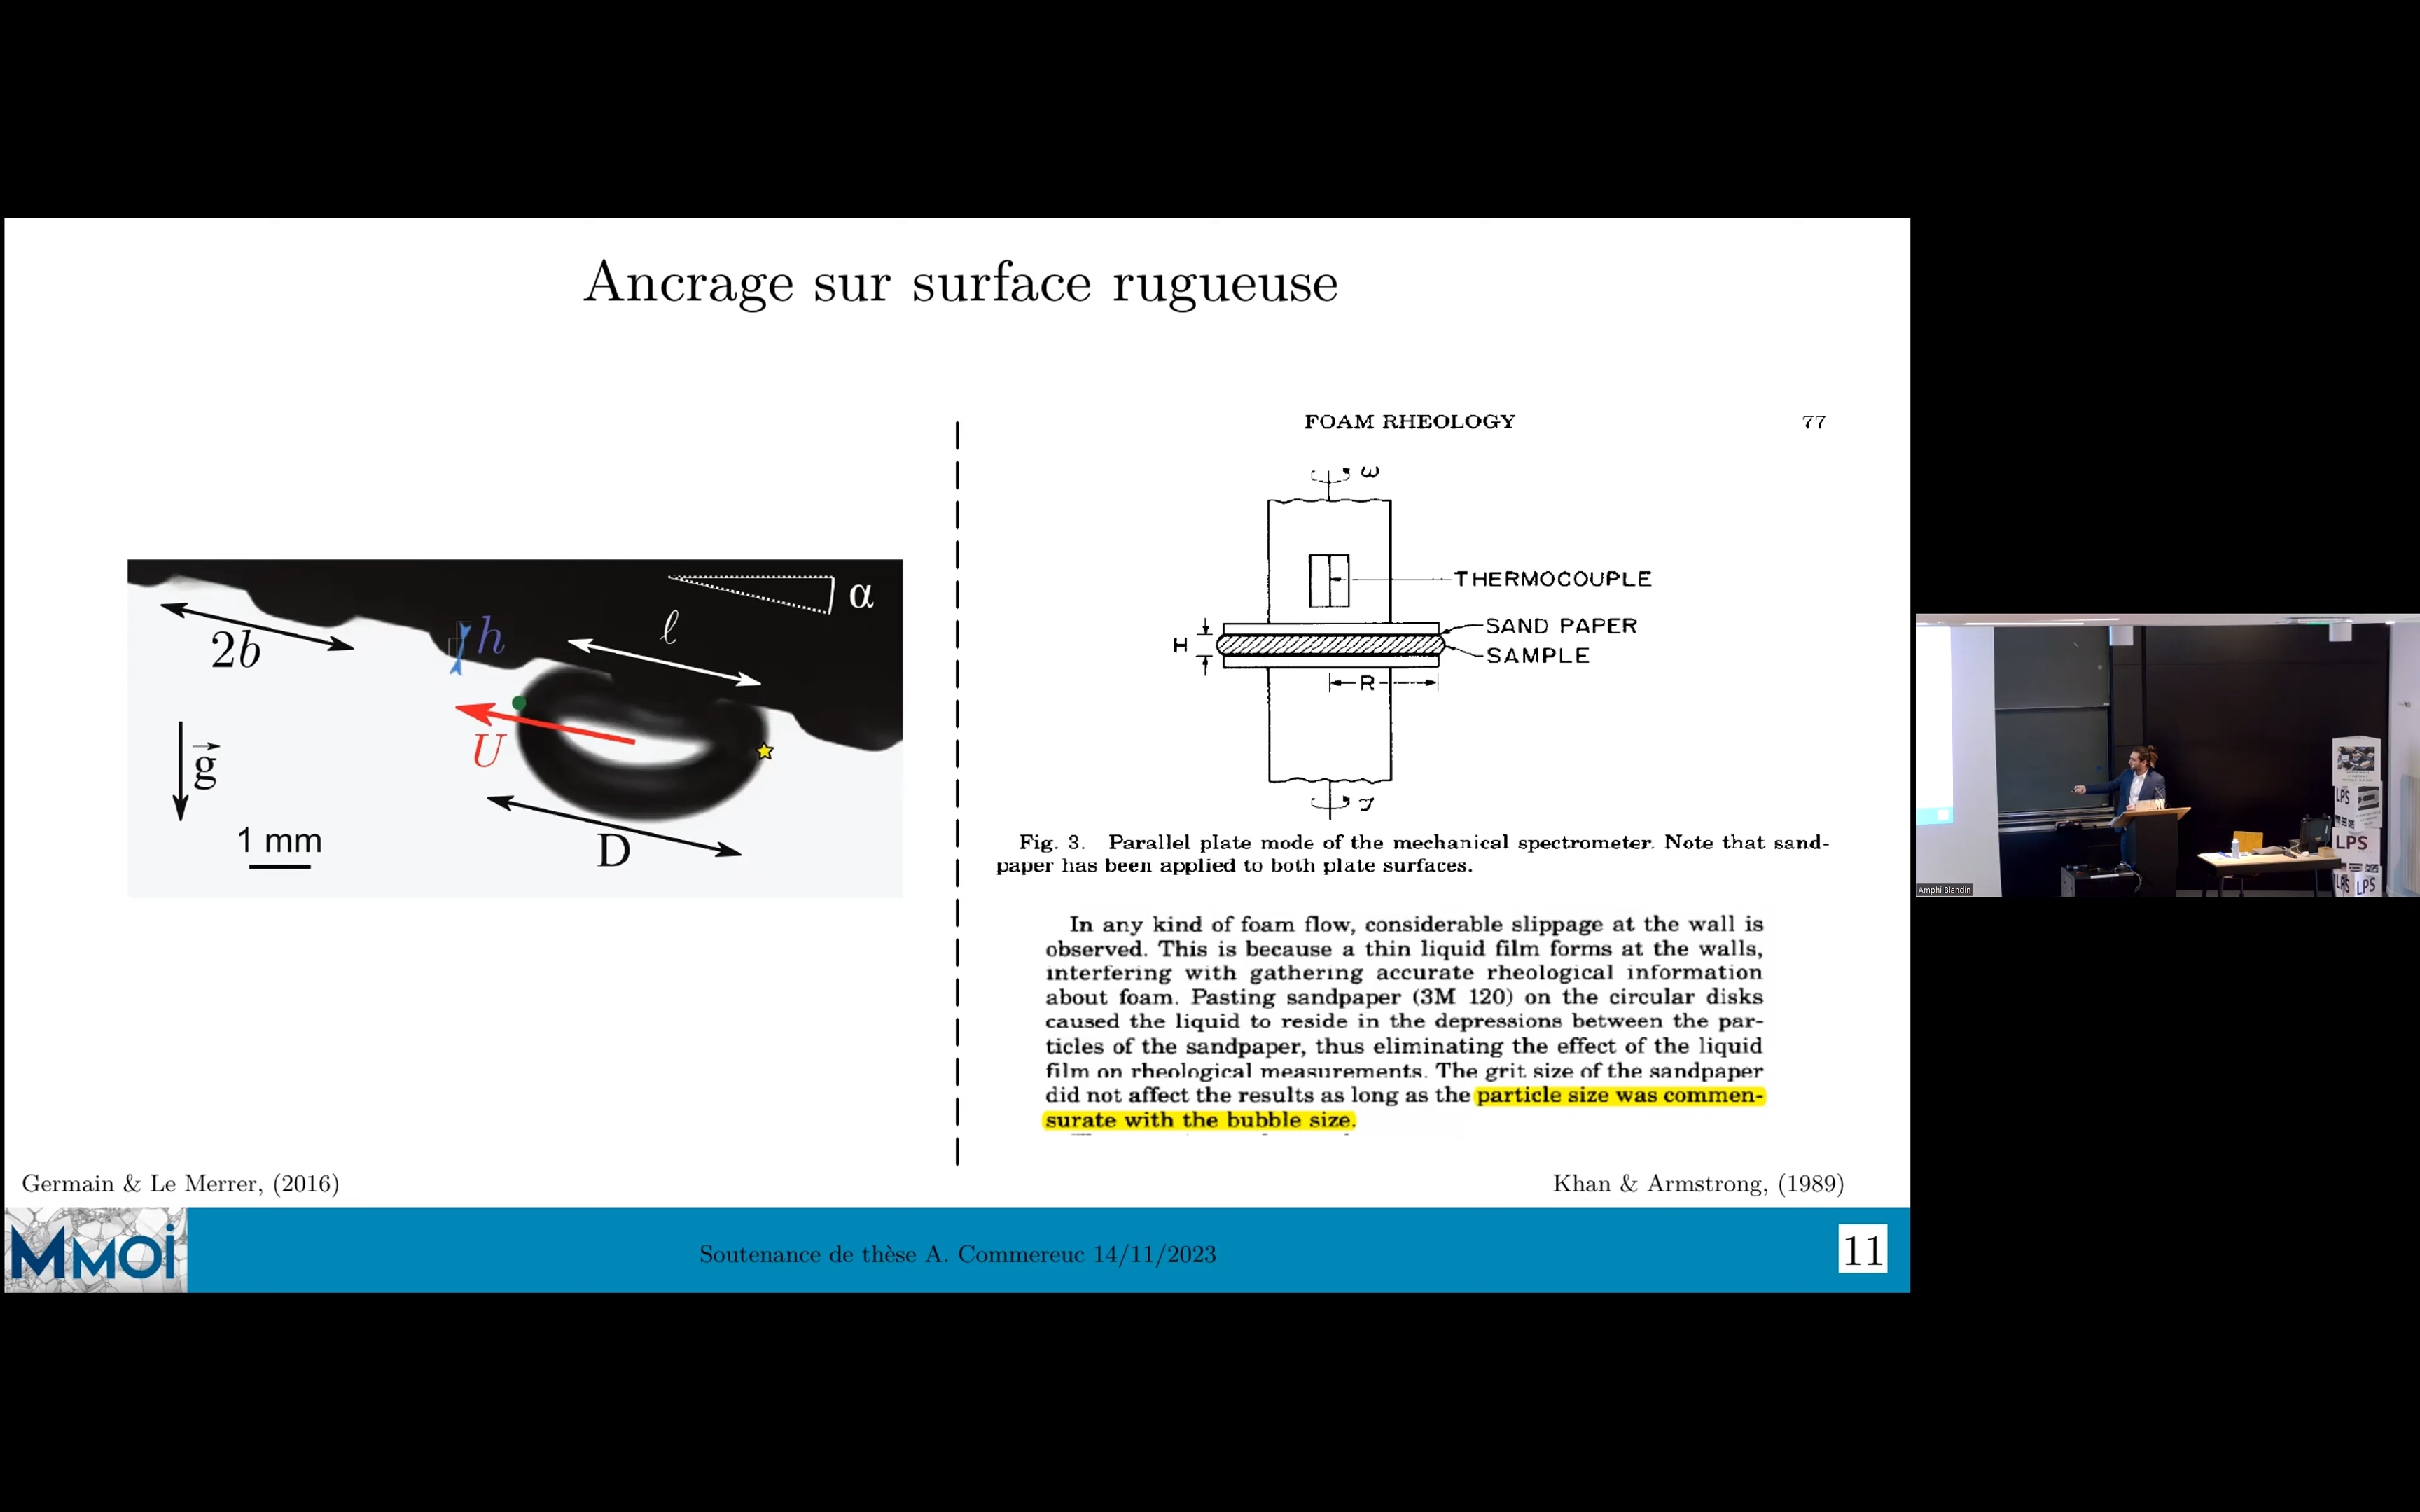 Ancrage sur surface rugueuse
α
ℓ
2b
h
U
g
1 mm
D
FOAM RHEOLOGY 77
ω
THERMOCOUPLE
SAND PAPER
H
SAMPLE
R
Fig. 3. Parallel plate mode of the mechanical spectrometer. Note that sand-
paper has been applied to both plate surfaces.
In any kind of foam flow, considerable slippage at the wall is
observed. This is because a thin liquid film forms at the walls,
interfering with gathering accurate rheological information
about foam. Pasting sandpaper (3M 120) on the circular disks
caused the liquid to reside in the depressions between the par-
ticles of the sandpaper, thus eliminating the effect of the liquid
film on rheological measurements. The grit size of the sandpaper
did not affect the results as long as the particle size was commen-
surate with the bubble size.
Germain & Le Merrer, (2016)
Khan & Armstrong, (1989)
MMOi
Soutenance de thèse A. Commereuc 14/11/2023
11
LPS
LPS
LPS
LPS
Amphi Blandin